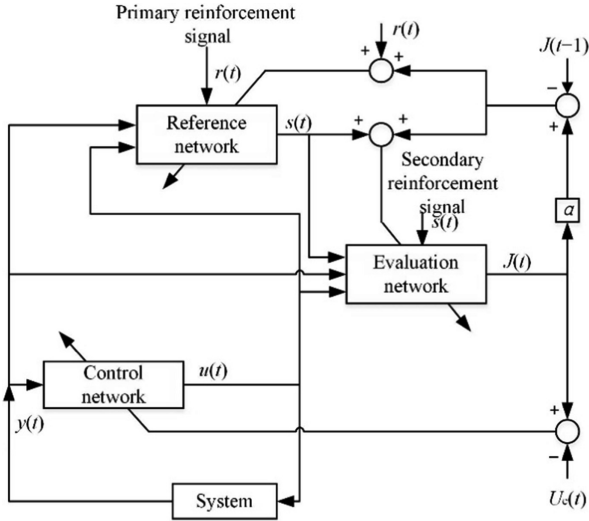 Primary reinforcement
signal
r(t)
r(t)
J(t−1)
+
+
−
+
Reference
network
s(t)
+
+
Secondary
reinforcement
signal
s(t)
a
Evaluation
network
J(t)
Control
network
u(t)
y(t)
+
−
System
Uc(t)